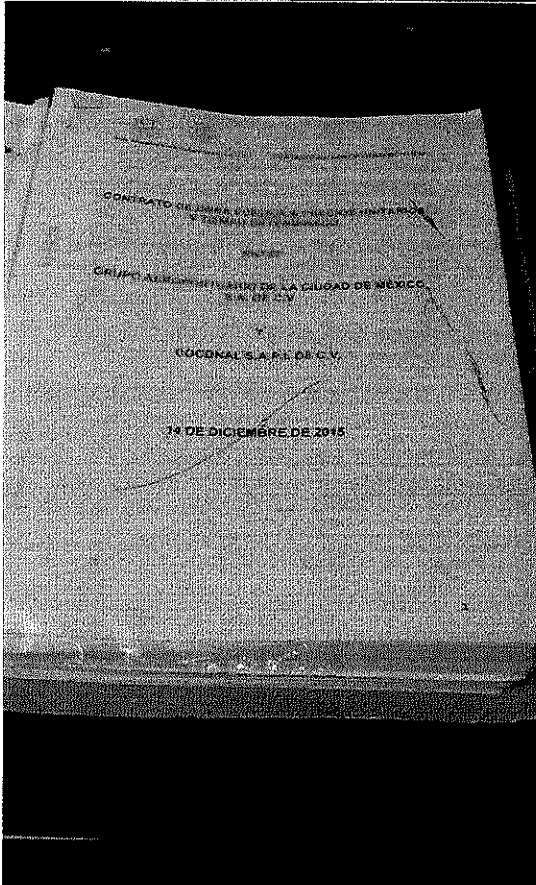 CONTRATO DE OBRA PÚBLICA A PRECIOS UNITARIOS
Y TIEMPO DETERMINADO
ENTRE
GRUPO AEROPORTUARIO DE LA CIUDAD DE MÉXICO,
S.A. DE C.V.
Y
COCONAL S.A.P.I. DE C.V.
14 DE DICIEMBRE DE 2015